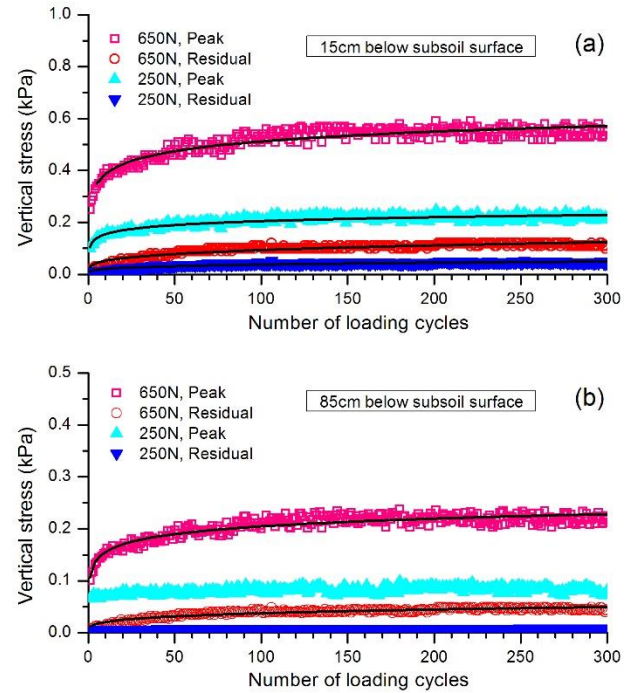 (a)
15cm below subsoil surface
650N, Peak
650N, Residual
250N, Peak
250N, Residual
Vertical stress (kPa)
1.0
0.8
0.6
0.4
0.2
0.0
0 50 100 150 200 250 300
Number of loading cycles
(b)
85cm below subsoil surface
650N, Peak
650N, Residual
250N, Peak
250N, Residual
Vertical stress (kPa)
0.5
0.4
0.3
0.2
0.1
0.0
0 50 100 150 200 250 300
Number of loading cycles